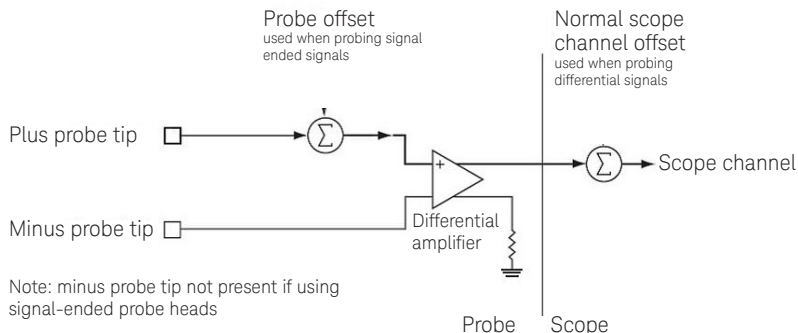 Probe offset
used when probing signal
ended signals
Normal scope
channel offset
used when probing
differential signals
Plus probe tip
Σ
+
Σ
Scope channel
Minus probe tip
Differential
amplifier
Note: minus probe tip not present if using
signal-ended probe heads
Probe
Scope